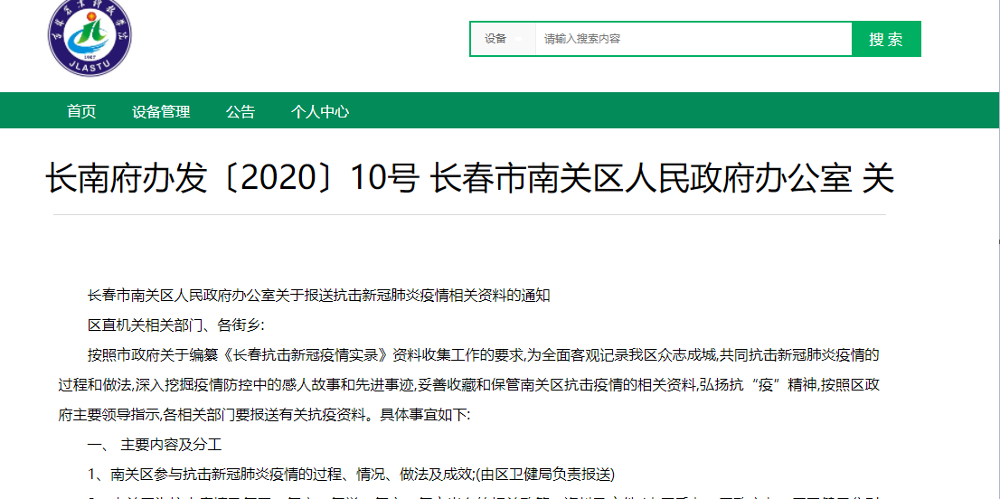 JLASTU
设备
请输入搜索内容
搜 索
首页 设备管理 公告 个人中心
长南府办发〔2020〕10号 长春市南关区人民政府办公室 关
长春市南关区人民政府办公室关于报送抗击新冠肺炎疫情相关资料的通知
区直机关相关部门、各街乡:
按照市政府关于编纂《长春抗击新冠疫情实录》资料收集工作的要求,为全面客观记录我区众志成城,共同抗击新冠肺炎疫情的
过程和做法,深入挖掘疫情防控中的感人故事和先进事迹,妥善收藏和保管南关区抗击疫情的相关资料,弘扬抗“疫”精神,按照区政
府主要领导指示,各相关部门要报送有关抗疫资料。具体事宜如下:
一、 主要内容及分工
1、南关区参与抗击新冠肺炎疫情的过程、情况、做法及成效;(由区卫健局负责报送)